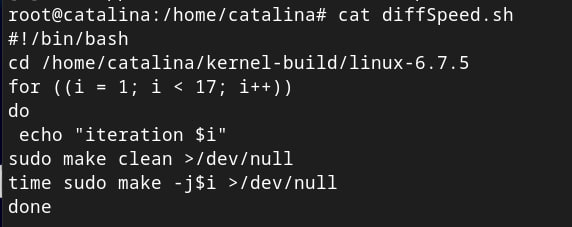 root@catalina:/home/catalina# cat diffSpeed.sh
#!/bin/bash
cd /home/catalina/kernel-build/linux-6.7.5
for ((i = 1; i < 17; i++))
do
 echo "iteration $i"
sudo make clean >/dev/null
time sudo make -j$i >/dev/null
done